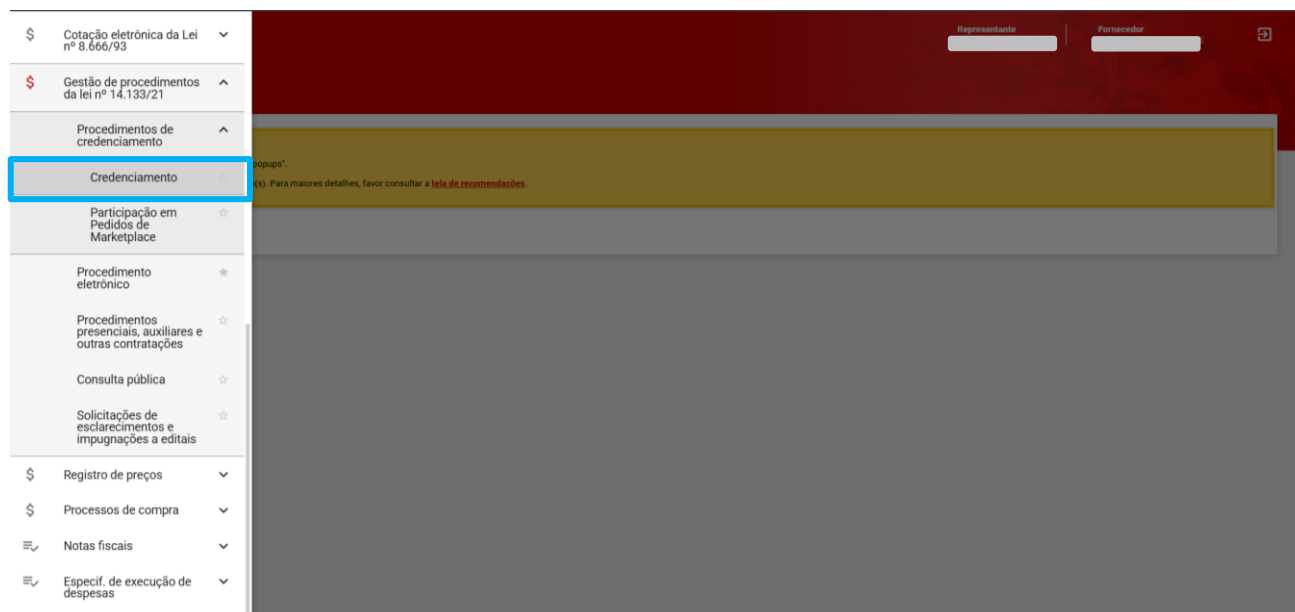 Cotação eletrônica da Lei
nº 8.666/93
Gestão de procedimentos
da lei nº 14.133/21
Procedimentos de
credenciamento
Credenciamento
Participação em
Pedidos de
Marketplace
Procedimento
eletrônico
Procedimentos
presenciais, auxiliares e
outras contratações
Consulta pública
Solicitações de
esclarecimentos e
impugnações a editais
Registro de preços
Processos de compra
Notas fiscais
Especif. de execução de
despesas
Representante
Fornecedor
popups".
(s). Para maiores detalhes, favor consultar a tela de recomendações.